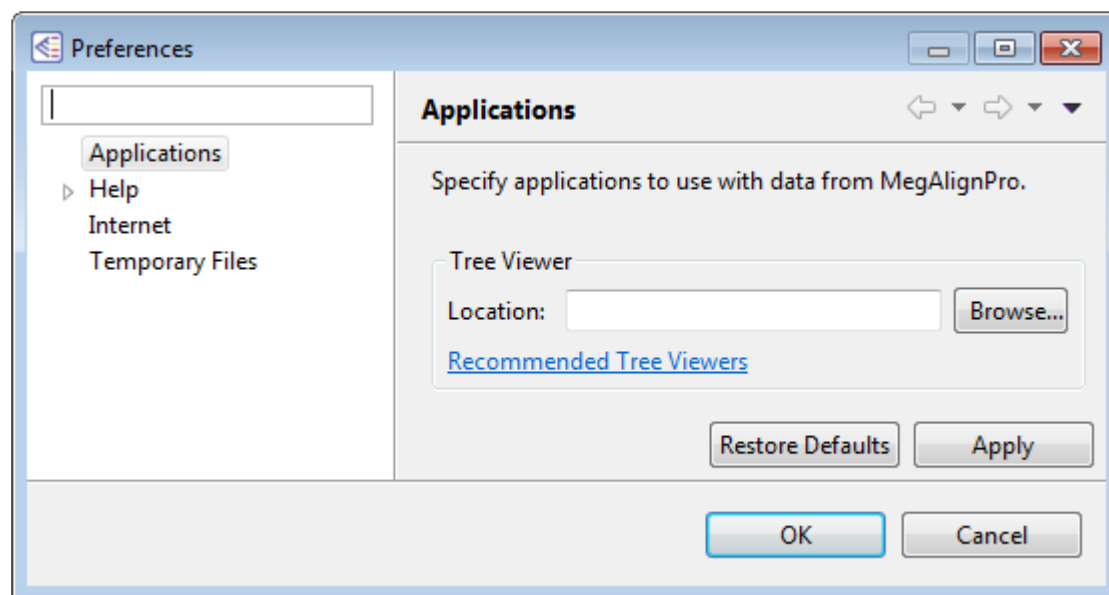 Preferences
Applications
Help
Internet
Temporary Files
Applications
Specify applications to use with data from MegAlignPro.
Tree Viewer
Location:
Browse...
Recommended Tree Viewers
Restore Defaults
Apply
OK
Cancel